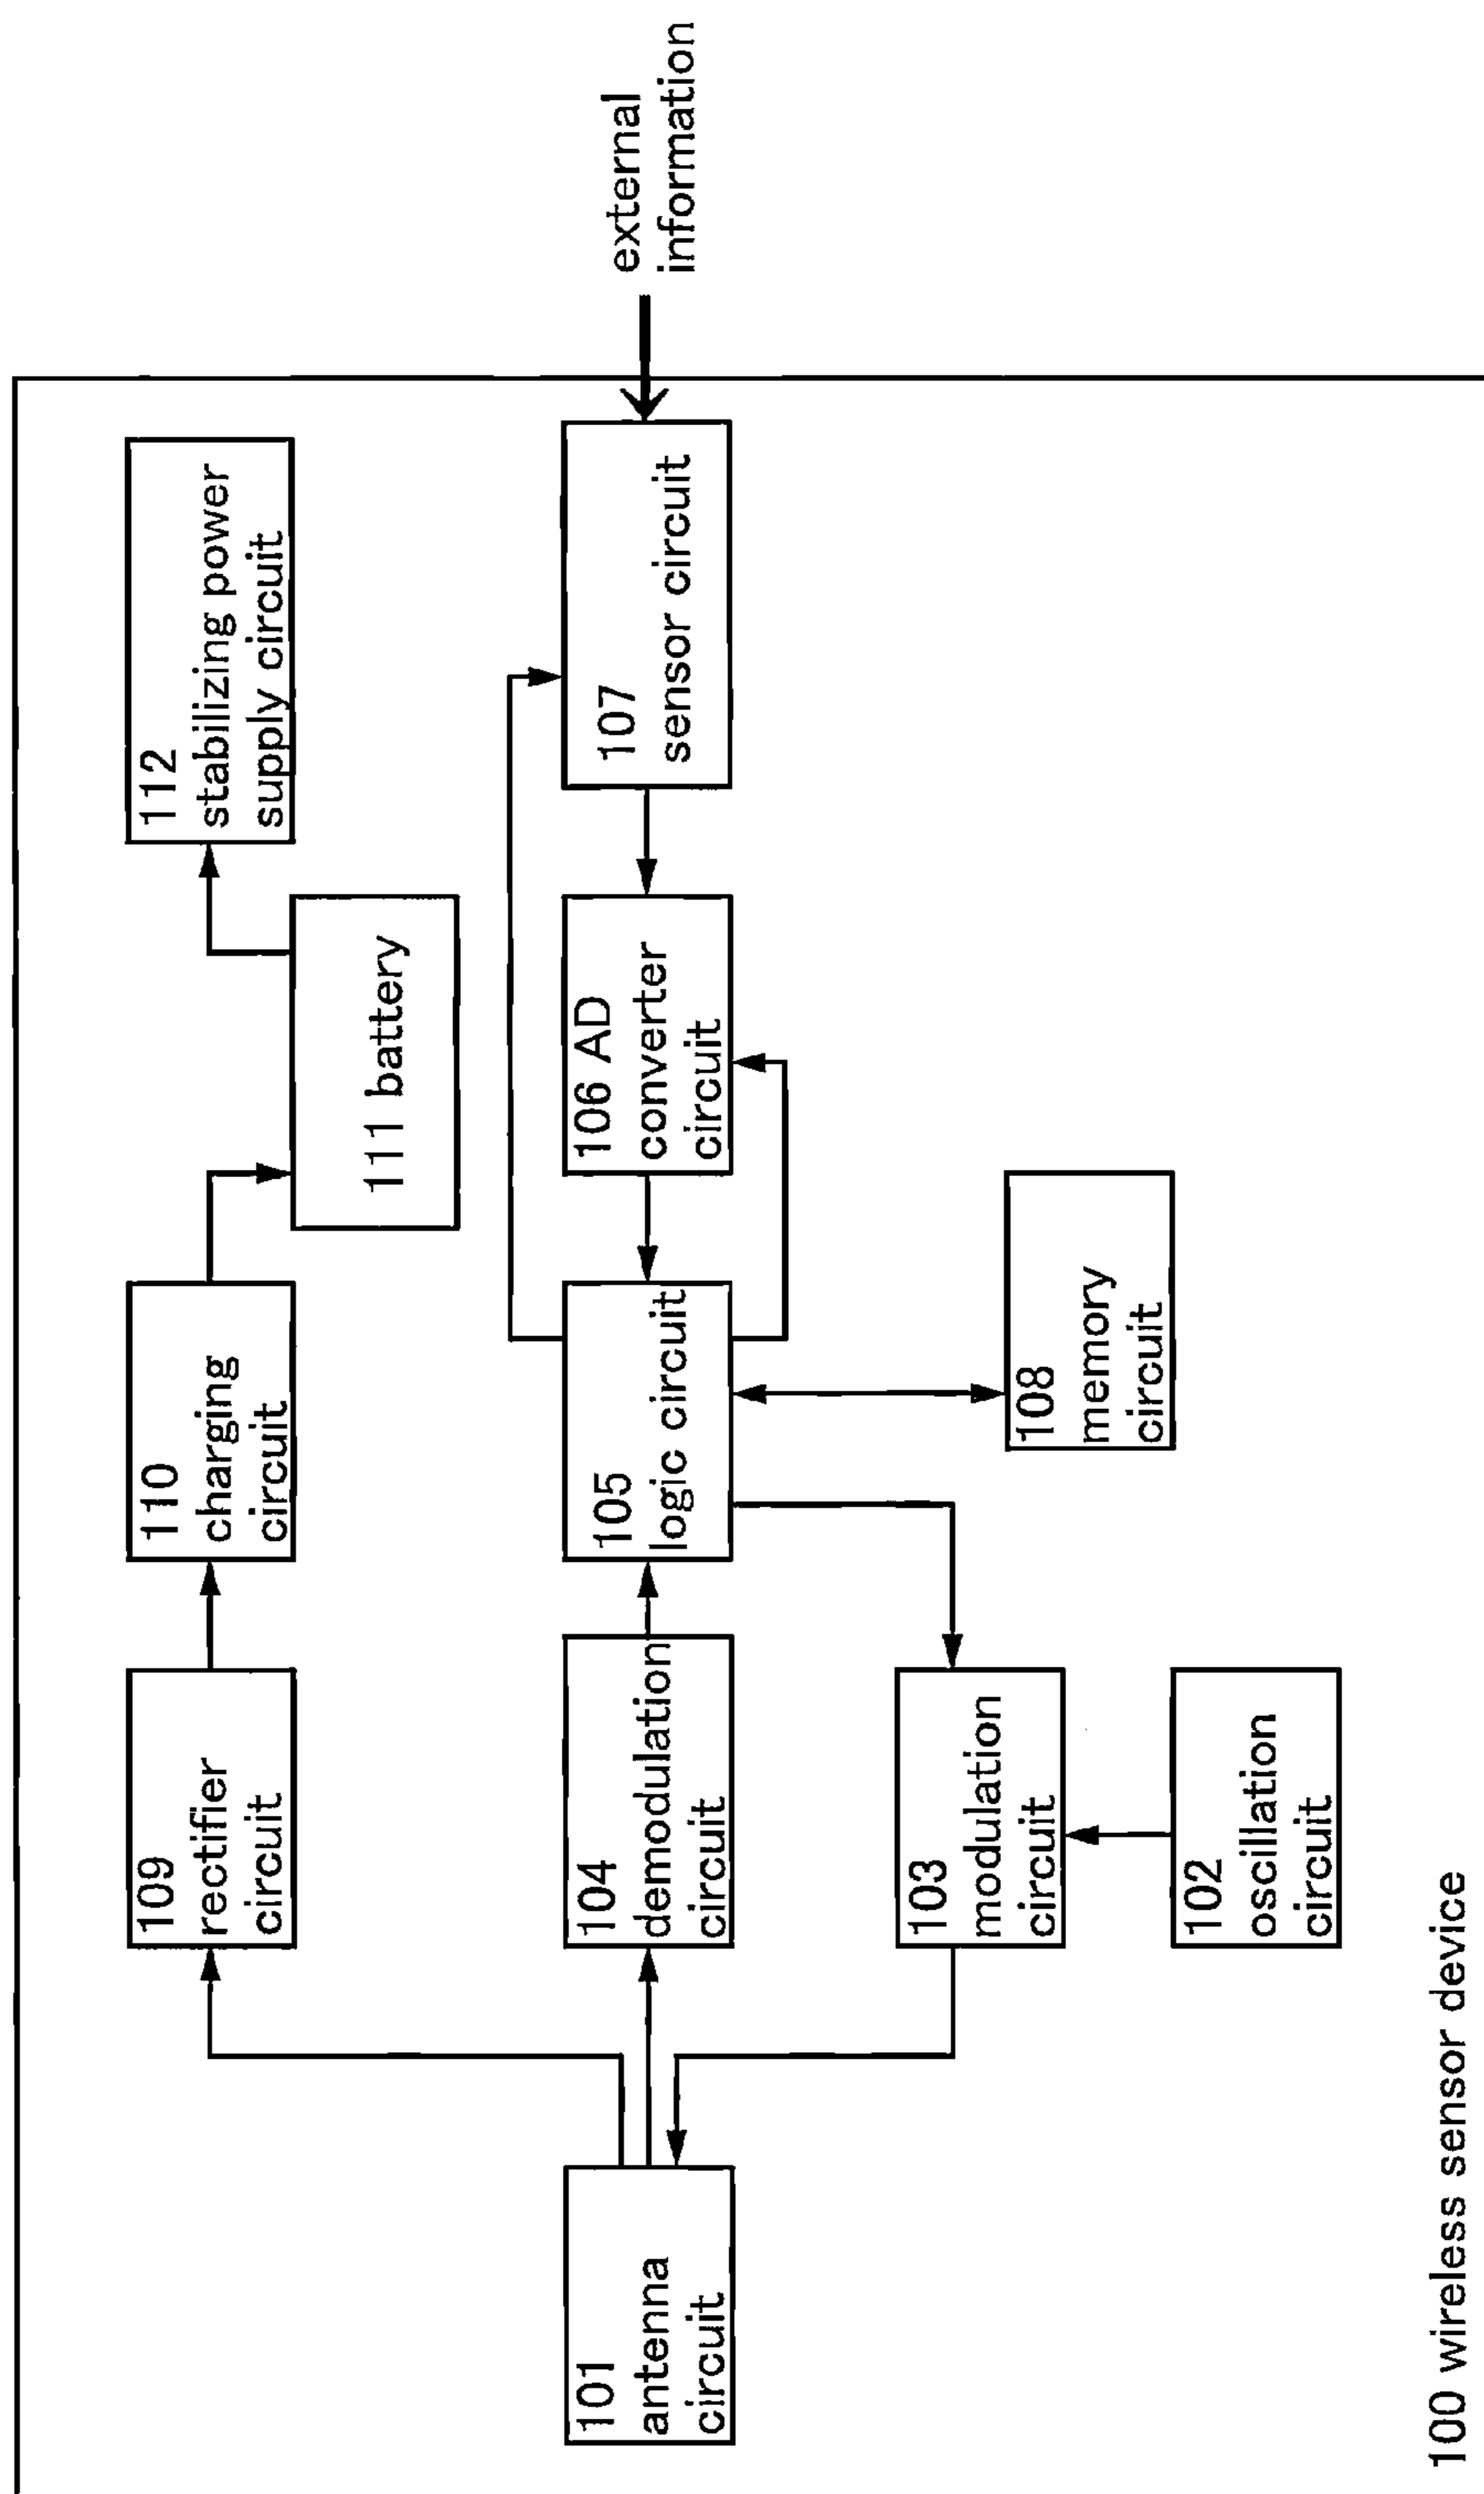 109
rectifier
circuit
110
charging
circuit
111 battery
112
stabilizing power
supply circuit
101
antenna
circuit
104
demodulation
circuit
105
logic circuit
106 AD
converter
circuit
107
sensor circuit
external
information
103
modulation
circuit
108
memory
circuit
102
oscillation
circuit
100 wireless sensor device